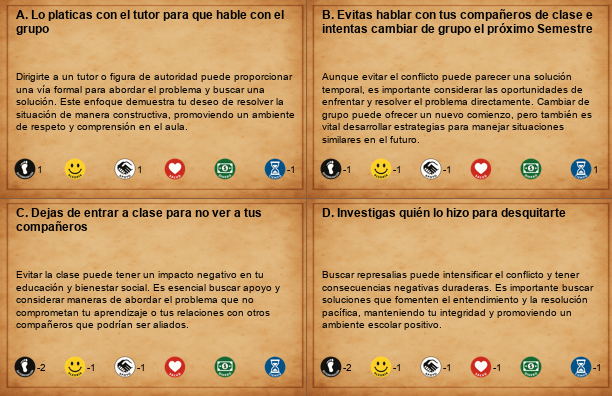 A. Lo platicas con el tutor para que hable con el
grupo
Dirigirte a un tutor o figura de autoridad puede proporcionar
una vía formal para abordar el problema y buscar una
solución. Este enfoque demuestra tu deseo de resolver la
situación de manera constructiva, promoviendo un ambiente
de respeto y comprensión en el aula.
1 1 -1
B. Evitas hablar con tus compañeros de clase e
intentas cambiar de grupo el próximo Semestre
Aunque evitar el conflicto puede parecer una solución
temporal, es importante considerar las oportunidades de
enfrentar y resolver el problema directamente. Cambiar de
grupo puede ofrecer un nuevo comienzo, pero también es
vital desarrollar estrategias para manejar situaciones
similares en el futuro.
-1 -1 -1 1
C. Dejas de entrar a clase para no ver a tus
compañeros
Evitar la clase puede tener un impacto negativo en tu
educación y bienestar social. Es esencial buscar apoyo y
considerar maneras de abordar el problema que no
comprometan tu aprendizaje o tus relaciones con otros
compañeros que podrían ser aliados.
-2 -1 -1
D. Investigas quién lo hizo para desquitarte
Buscar represalias puede intensificar el conflicto y tener
consecuencias negativas duraderas. Es importante buscar
soluciones que fomenten el entendimiento y la resolución
pacífica, manteniendo tu integridad y promoviendo un
ambiente escolar positivo.
-2 -1 -1 -1 -1